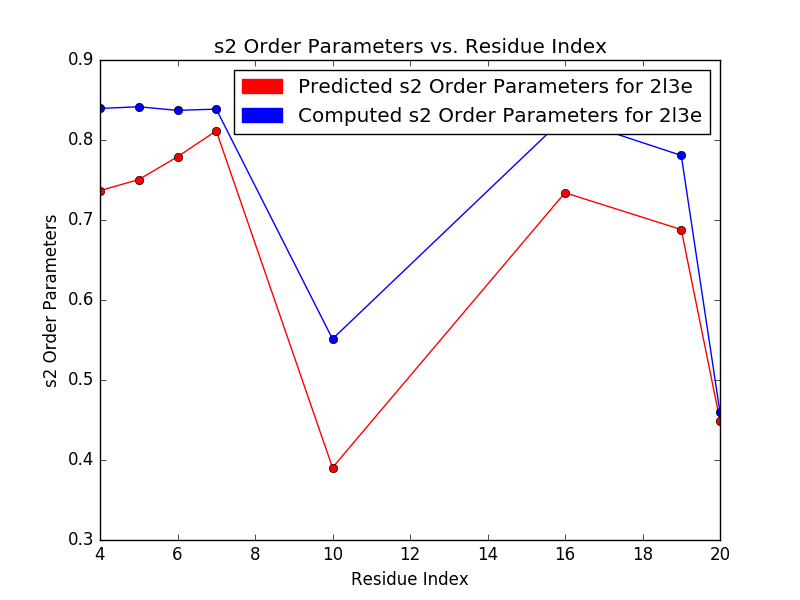 s2 Order Parameters vs. Residue Index
Predicted s2 Order Parameters for 2l3e
Computed s2 Order Parameters for 2l3e
0.9
0.8
0.7
0.6
0.5
0.4
0.3
s2 Order Parameters
4 6 8 10 12 14 16 18 20
Residue Index